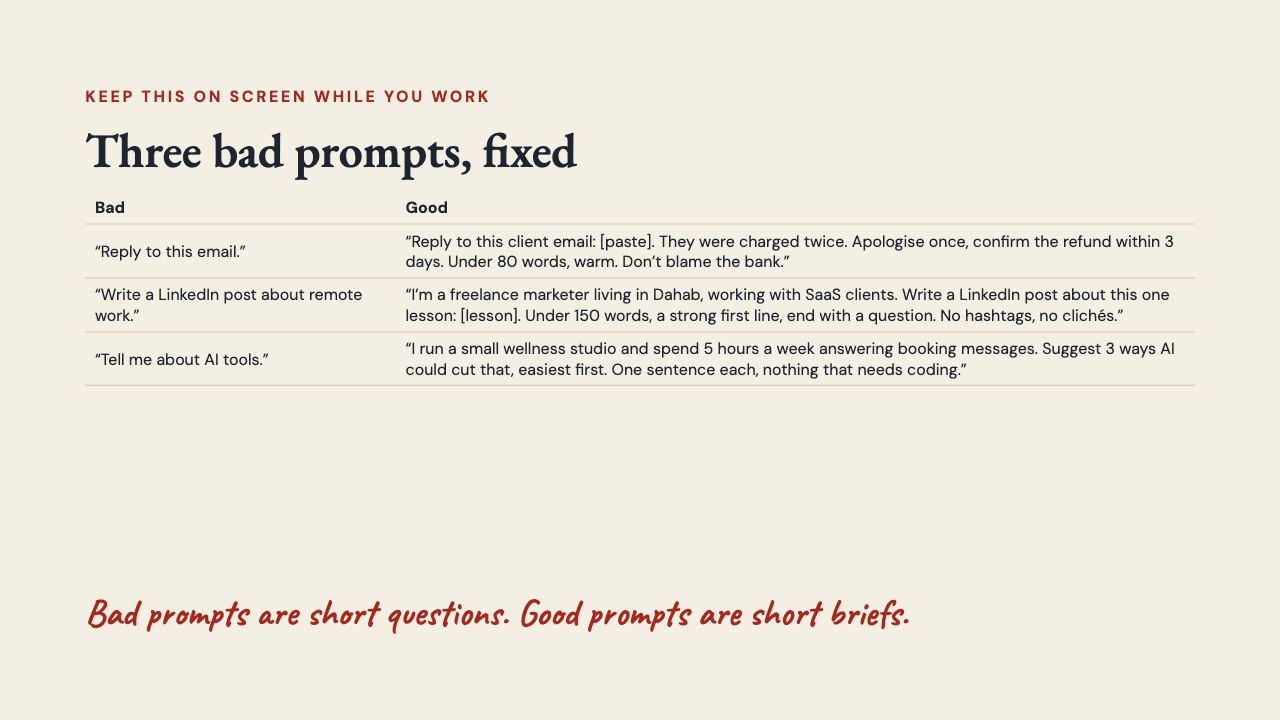 KEEP THIS ON SCREEN WHILE YOU WORK
Three bad prompts, fixed
Bad
Good
“Reply to this email.”
“Reply to this client email: [paste]. They were charged twice. Apologise once, confirm the refund within 3
days. Under 80 words, warm. Don’t blame the bank.”
“Write a LinkedIn post about remote
work.”
“I’m a freelance marketer living in Dahab, working with SaaS clients. Write a LinkedIn post about this one
lesson: [lesson]. Under 150 words, a strong first line, end with a question. No hashtags, no clichés.”
“Tell me about AI tools.”
“I run a small wellness studio and spend 5 hours a week answering booking messages. Suggest 3 ways AI
could cut that, easiest first. One sentence each, nothing that needs coding.”
Bad prompts are short questions. Good prompts are short briefs.